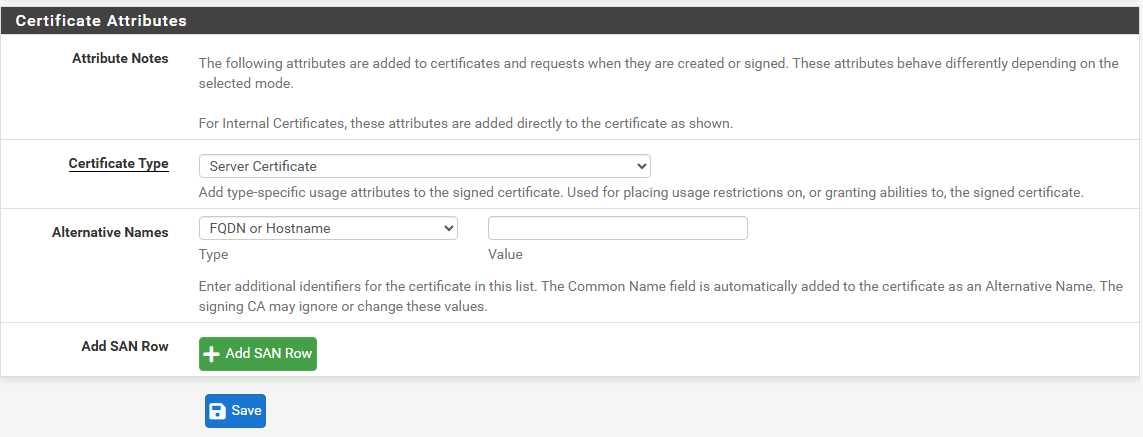 Certificate Attributes
Attribute Notes
The following attributes are added to certificates and requests when they are created or signed. These attributes behave differently depending on the
selected mode.
For Internal Certificates, these attributes are added directly to the certificate as shown.
Certificate Type
Server Certificate
Add type-specific usage attributes to the signed certificate. Used for placing usage restrictions on, or granting abilities to, the signed certificate.
Alternative Names
FQDN or Hostname
Type
Value
Enter additional identifiers for the certificate in this list. The Common Name field is automatically added to the certificate as an Alternative Name. The
signing CA may ignore or change these values.
Add SAN Row
Add SAN Row
Save